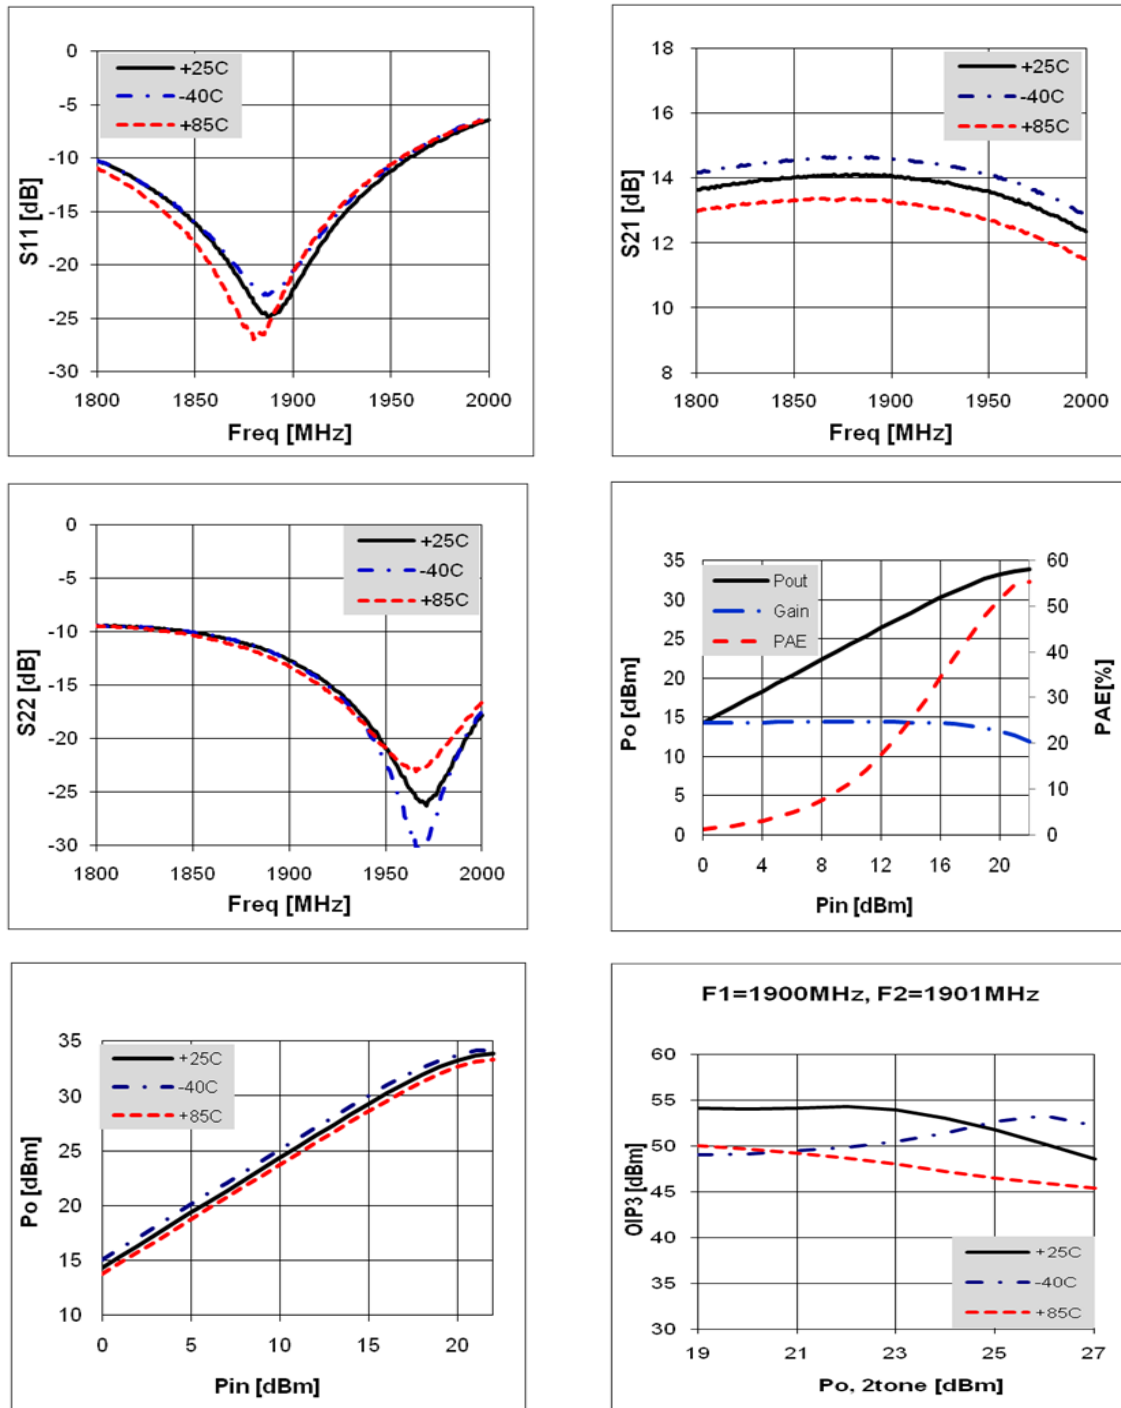 0
-5
-10
-15
-20
-25
-30
S11 [dB]
+25C
-40C
+85C
1800 1850 1900 1950 2000
Freq [MHz]
18
16
14
12
10
8
S21 [dB]
+25C
-40C
+85C
1800 1850 1900 1950 2000
Freq [MHz]
0
-5
-10
-15
-20
-25
-30
S22 [dB]
+25C
-40C
+85C
1800 1850 1900 1950 2000
Freq [MHz]
35
30
25
20
15
10
5
0
Po [dBm]
Pout
Gain
PAE
60
50
40
30
20
10
0
PAE[%]
0 4 8 12 16 20
Pin [dBm]
35
30
25
20
15
10
Po [dBm]
+25C
-40C
+85C
0 5 10 15 20
Pin [dBm]
F1=1900MHz, F2=1901MHz
60
55
50
45
40
35
30
OIP3 [dBm]
+25C
-40C
+85C
19 21 23 25 27
Po, 2tone [dBm]